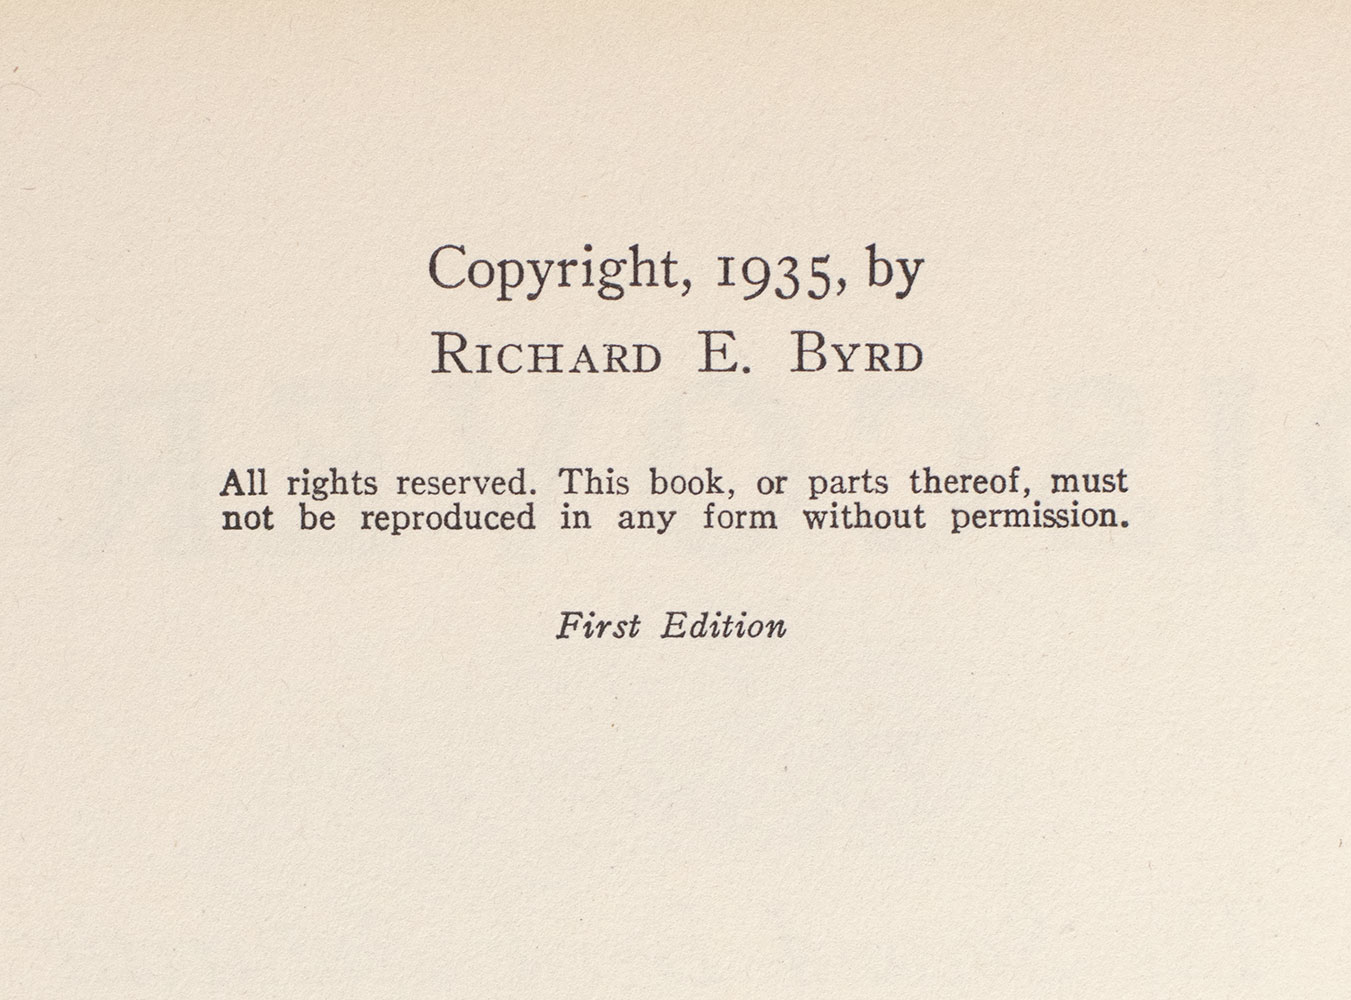 Copyright, 1935, by
RICHARD E. BYRD
All rights reserved. This book, or parts thereof, must
not be reproduced in any form without permission.
First Edition